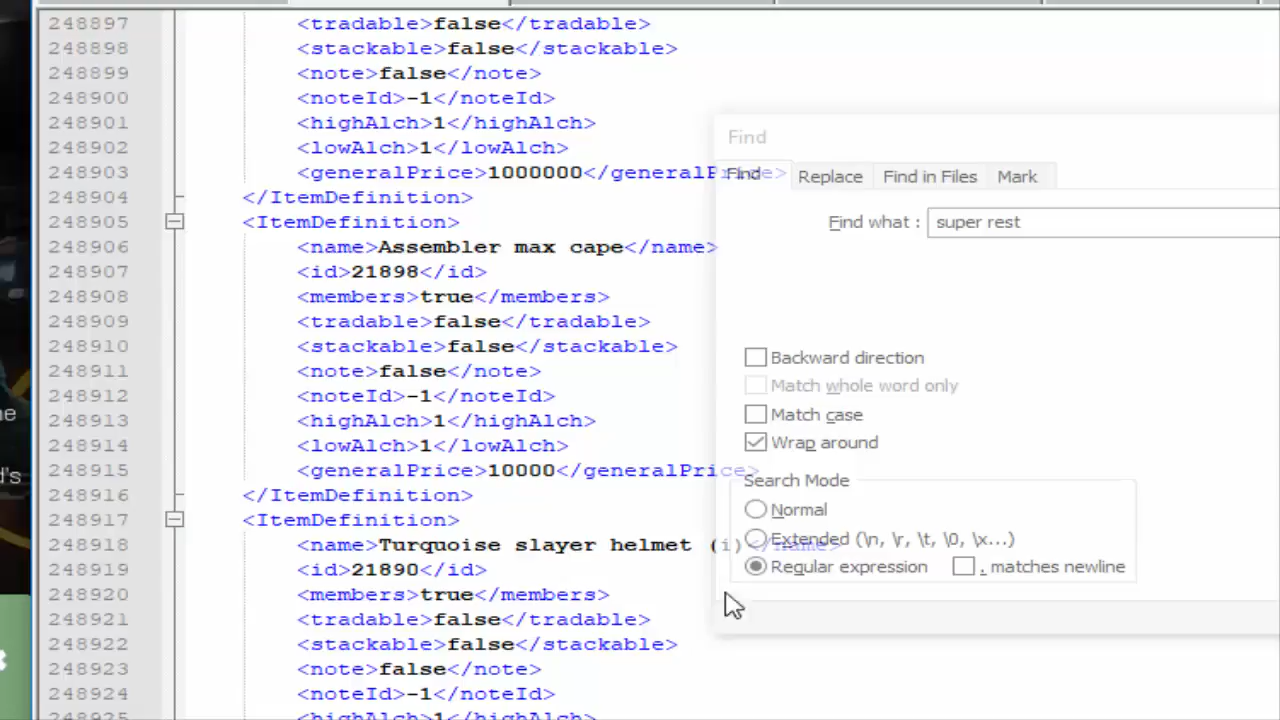 248897 <tradable>false</tradable>
248898 <stackable>false</stackable>
248899 <note>false</note>
248900 <noteId>-1</noteId>
248901 <highAlch>1</highAlch>
248902 <lowAlch>1</lowAlch>
248903 <generalPrice>1000000</generalPrice>
248904 </ItemDefinition>
248905 <ItemDefinition>
248906 <name>Assembler max cape</name>
248907 <id>21898</id>
248908 <members>true</members>
248909 <tradable>false</tradable>
248910 <stackable>false</stackable>
248911 <note>false</note>
248912 <noteId>-1</noteId>
248913 <highAlch>1</highAlch>
248914 <lowAlch>1</lowAlch>
248915 <generalPrice>10000</generalPrice>
248916 </ItemDefinition>
248917 <ItemDefinition>
248918 <name>Turquoise slayer helmet (i)</name>
248919 <id>21890</id>
248920 <members>true</members>
248921 <tradable>false</tradable>
248922 <stackable>false</stackable>
248923 <note>false</note>
248924 <noteId>-1</noteId>
248925 <highAlch>1</highAlch>
Find
Find Replace Find in Files Mark
Find what : super rest
Backward direction
Match whole word only
Match case
Wrap around
Search Mode
Normal
Extended (\n, \r, \t, \0, \x...)
Regular expression . matches newline
ne
d's